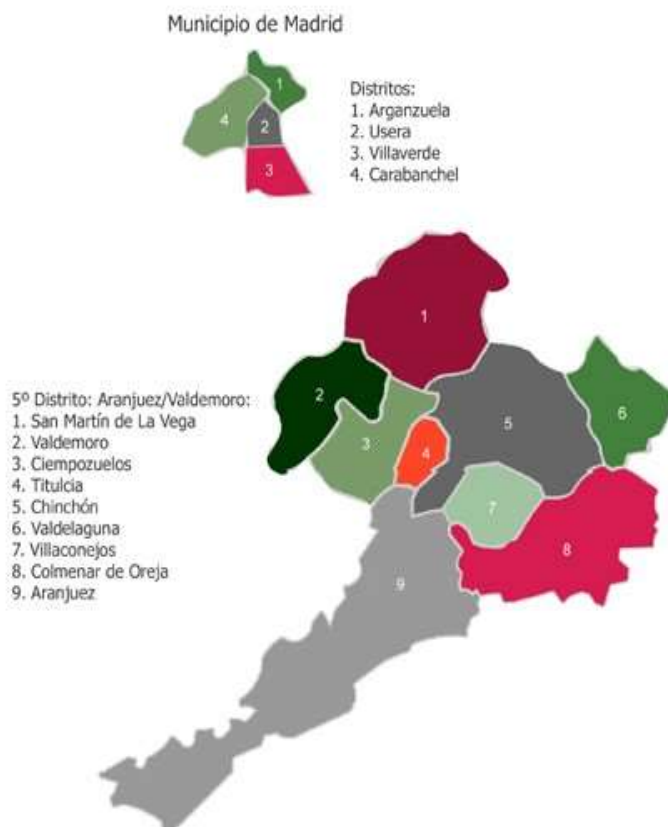 Municipio de Madrid
1
4
2
3
Distritos:
1. Arganzuela
2. Usera
3. Villaverde
4. Carabanchel
5º Distrito: Aranjuez/Valdemoro:
1. San Martín de La Vega
2. Valdemoro
3. Ciempozuelos
4. Titulcia
5. Chinchón
6. Valdelaguna
7. Villaconejos
8. Colmenar de Oreja
9. Aranjuez
1
2
3
4
5
6
7
8
9